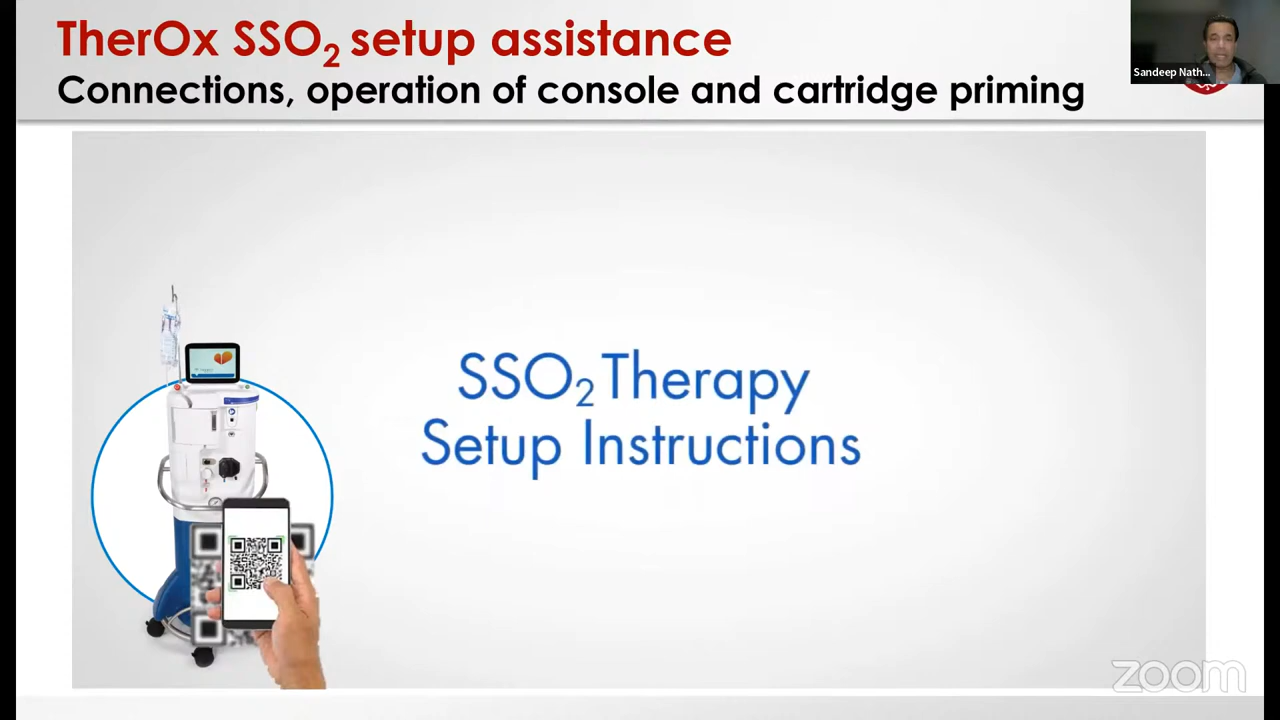 TherOx SSO2 setup assistance
Connections, operation of console and cartridge priming
Sandeep Nath...
SSO2 Therapy
Setup Instructions
zoom